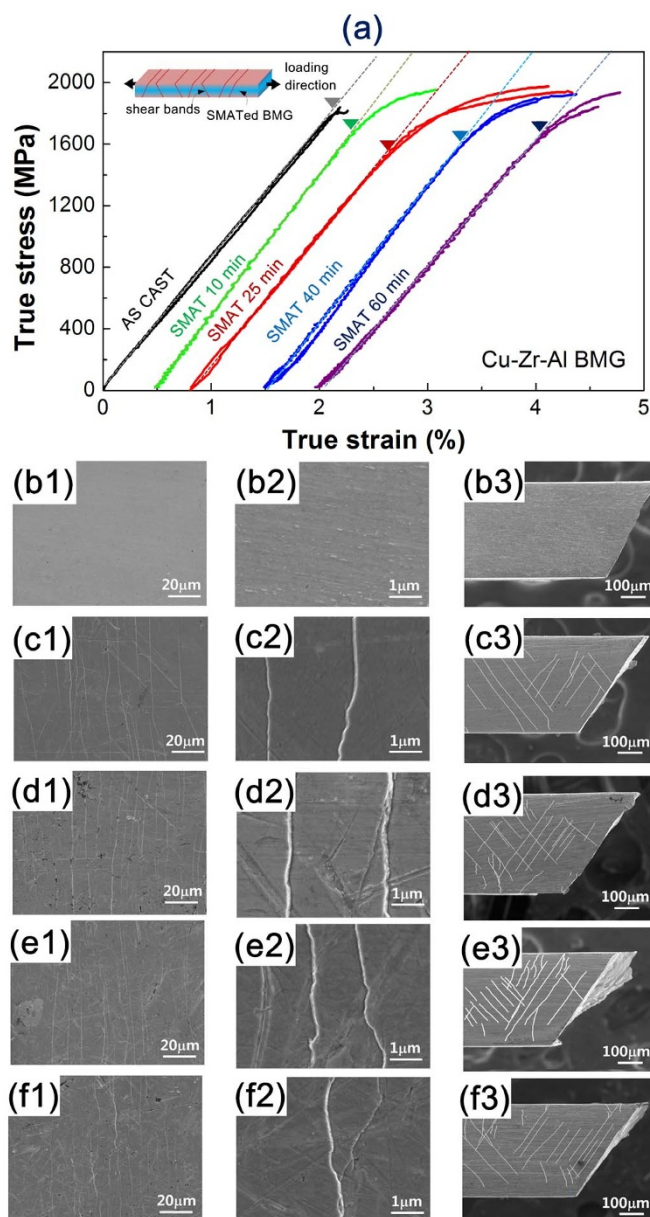 (a)
True stress (MPa)
2000
1600
1200
800
400
0
loading
direction
shear bands
SMATed BMG
AS CAST
SMAT 10 min
SMAT 25 min
SMAT 40 min
SMAT 60 min
Cu-Zr-Al BMG
0 1 2 3 4 5
True strain (%)
(b1) (b2) (b3)
20μm 1μm 100μm
(c1) (c2) (c3)
20μm 1μm 100μm
(d1) (d2) (d3)
20μm 1μm 100μm
(e1) (e2) (e3)
20μm 1μm 100μm
(f1) (f2) (f3)
20μm 1μm 100μm